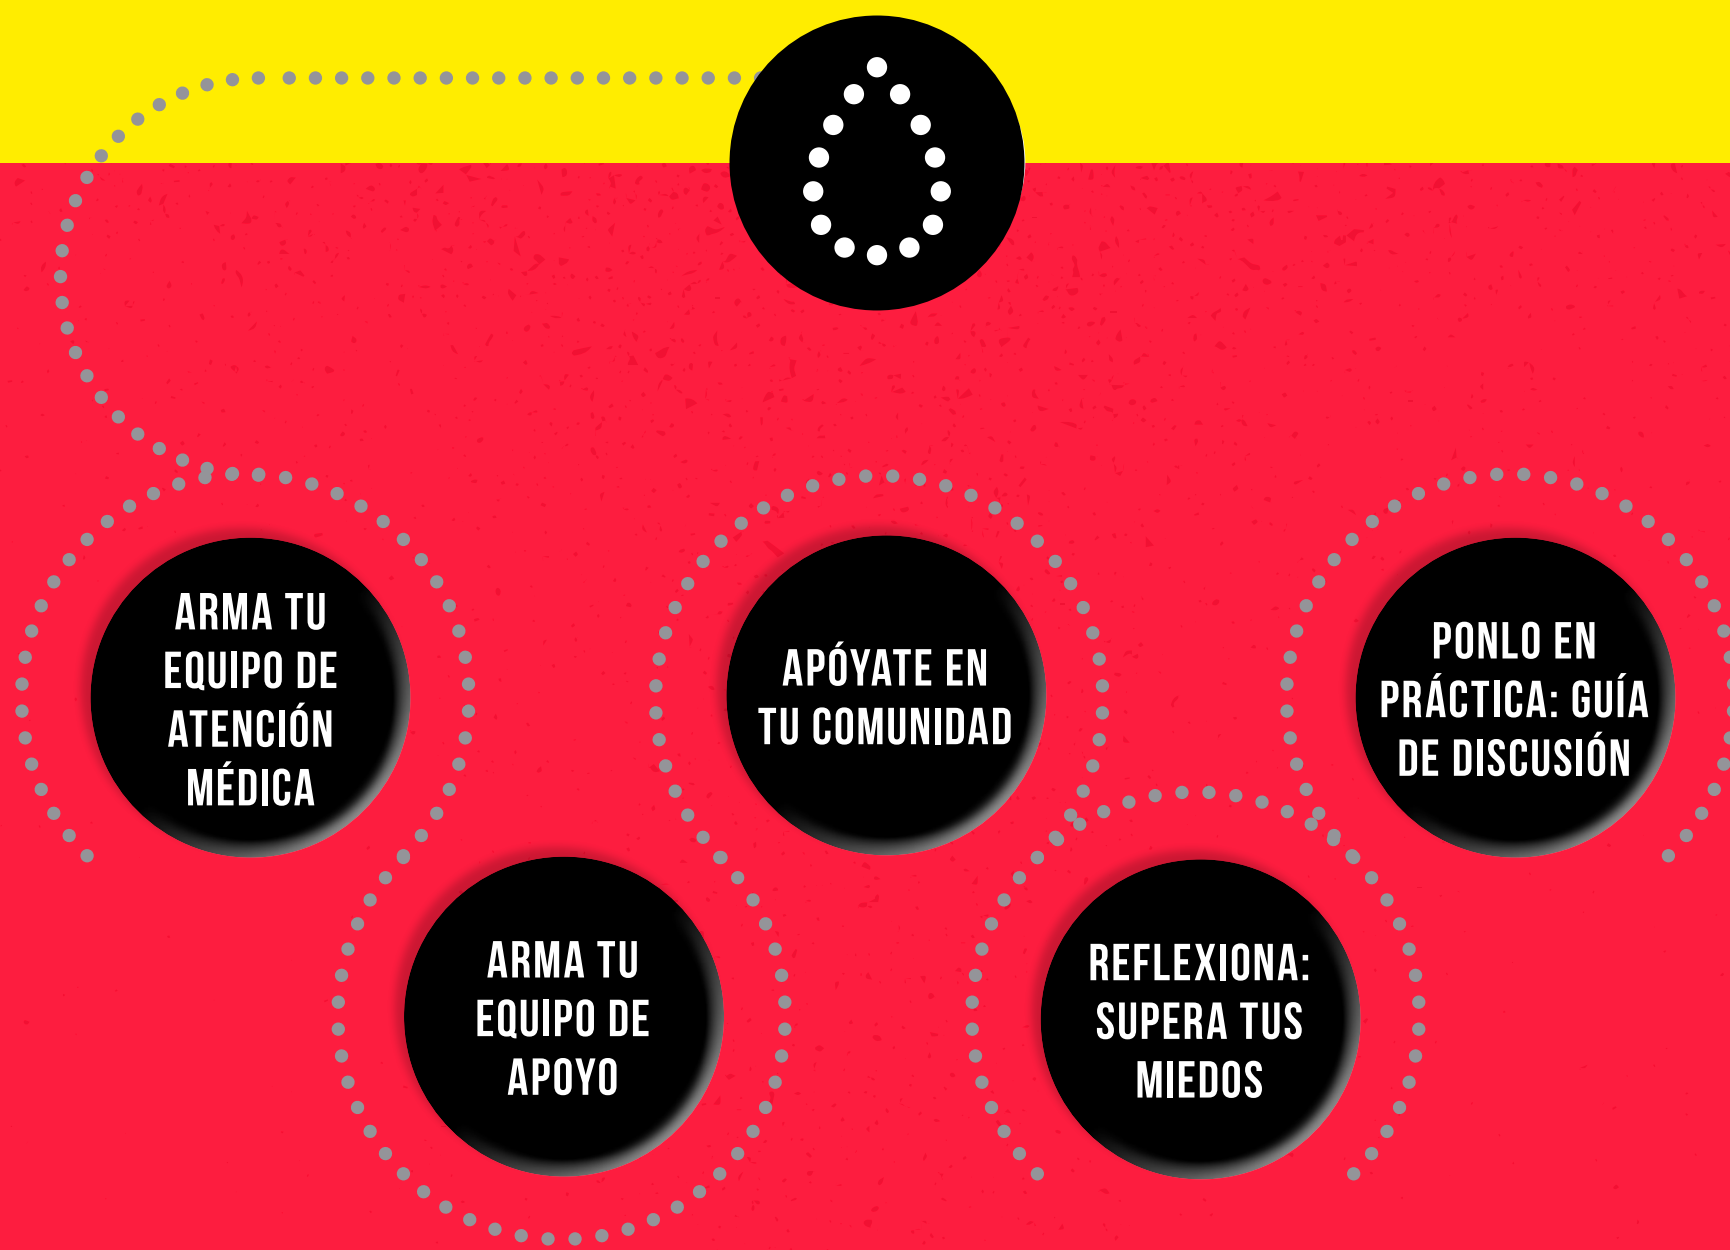 ARMA TU
EQUIPO DE
ATENCIÓN
MÉDICA
ARMA TU
EQUIPO DE
APOYO
APÓYATE EN
TU COMUNIDAD
REFLEXIONA:
SUPERA TUS
MIEDOS
PONLO EN
PRÁCTICA: GUÍA
DE DISCUSIÓN